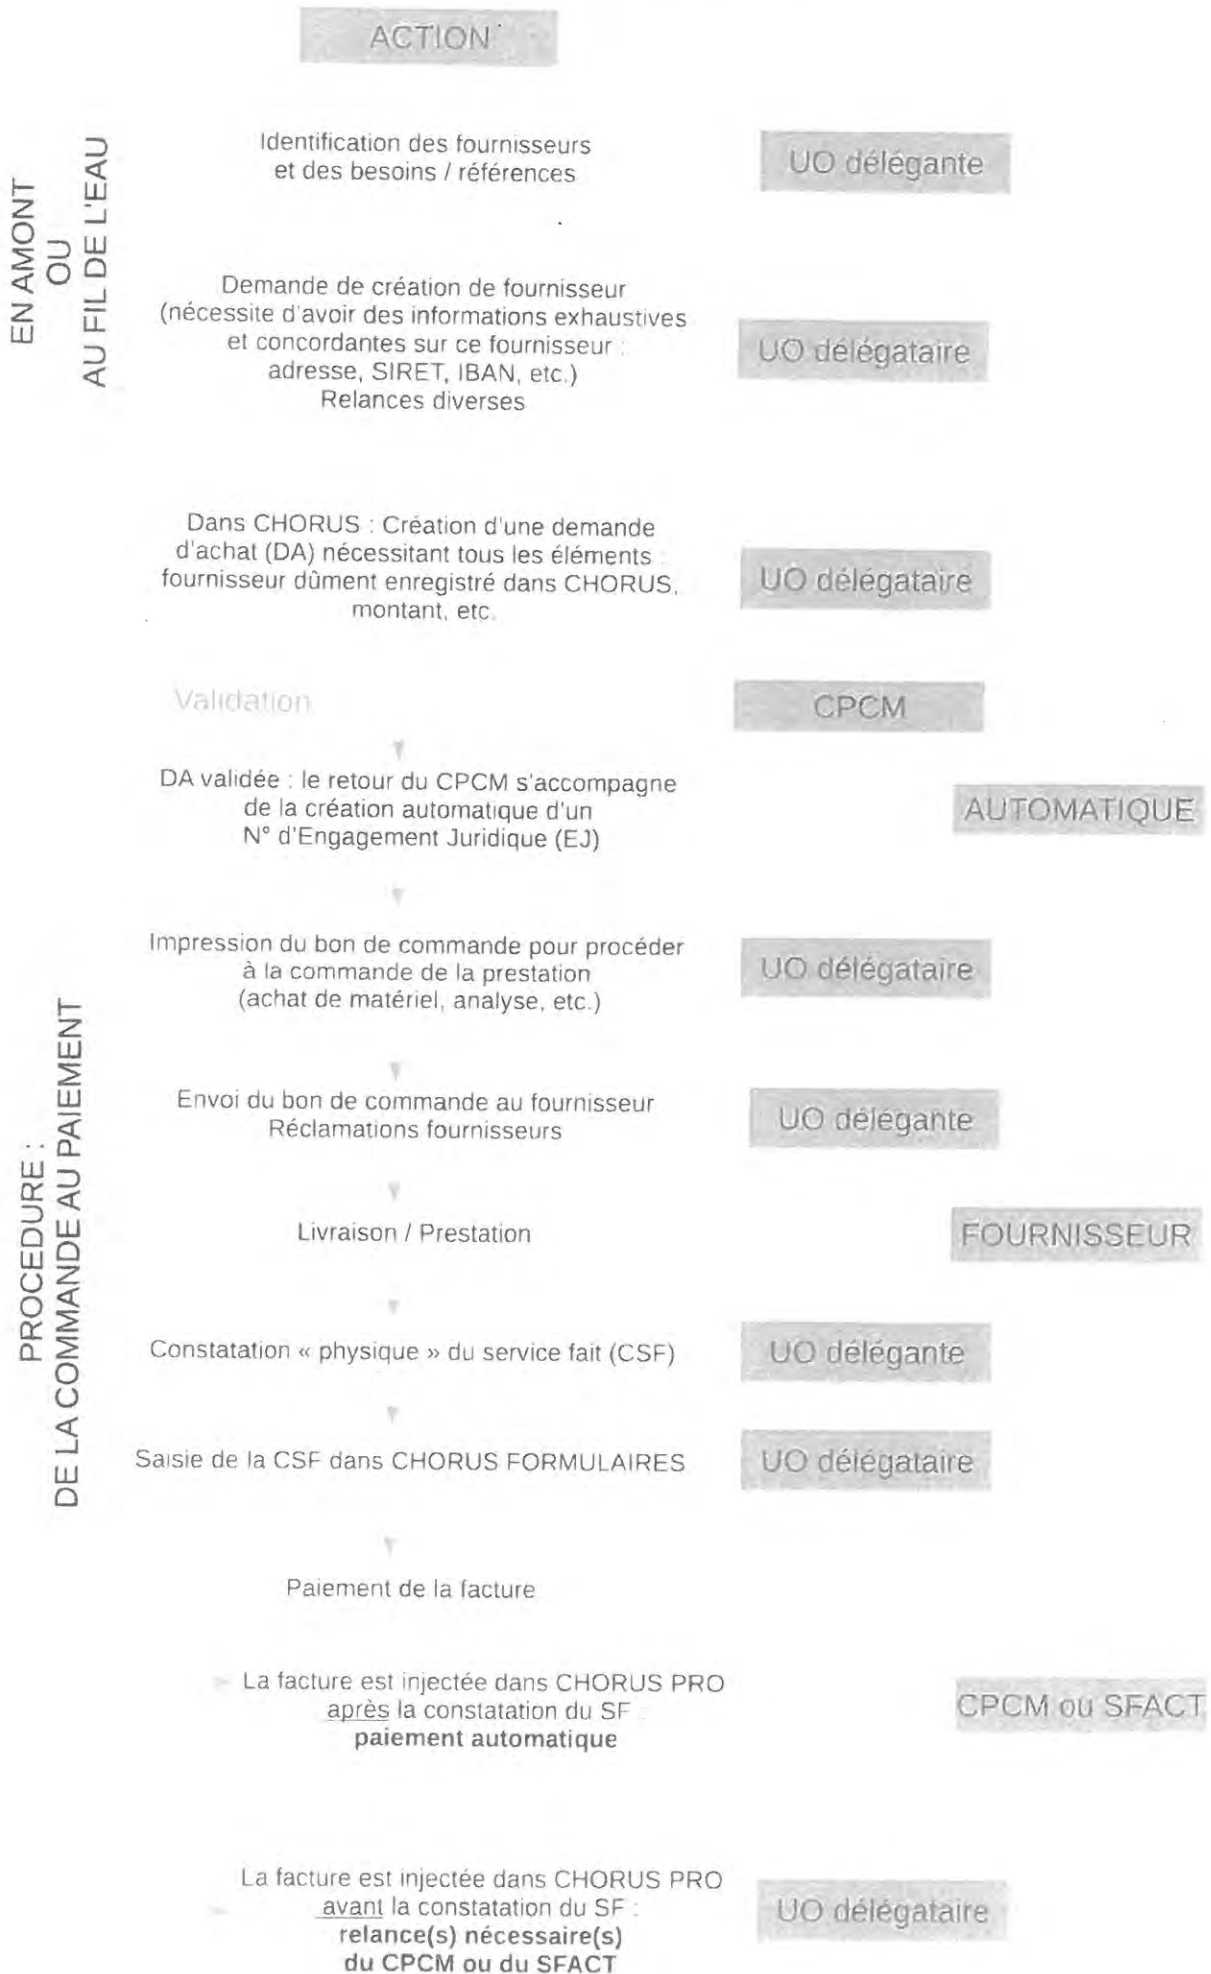 ACTION
EN AMONT
OU
AU FIL DE L'EAU
Identification des fournisseurs
et des besoins / références
UO délégante
Demande de création de fournisseur
(nécessite d'avoir des informations exhaustives
et concordantes sur ce fournisseur :
adresse, SIRET, IBAN, etc.)
Relances diverses
UO délégataire
PROCEDURE :
DE LA COMMANDE AU PAIEMENT
Dans CHORUS : Création d'une demande
d'achat (DA) nécessitant tous les éléments :
fournisseur dûment enregistré dans CHORUS,
montant, etc.
UO délégataire
Validation
CPCM
DA validée : le retour du CPCM s'accompagne
de la création automatique d'un
N° d'Engagement Juridique (EJ)
AUTOMATIQUE
Impression du bon de commande pour procéder
à la commande de la prestation
(achat de matériel, analyse, etc.)
UO délégataire
Envoi du bon de commande au fournisseur
Réclamations fournisseurs
UO délégante
Livraison / Prestation
FOURNISSEUR
Constatation « physique » du service fait (CSF)
UO délégante
Saisie de la CSF dans CHORUS FORMULAIRES
UO délégataire
Paiement de la facture
La facture est injectée dans CHORUS PRO
après la constatation du SF :
paiement automatique
CPCM ou SFACT
La facture est injectée dans CHORUS PRO
avant la constatation du SF :
relance(s) nécessaire(s)
du CPCM ou du SFACT
UO délégataire